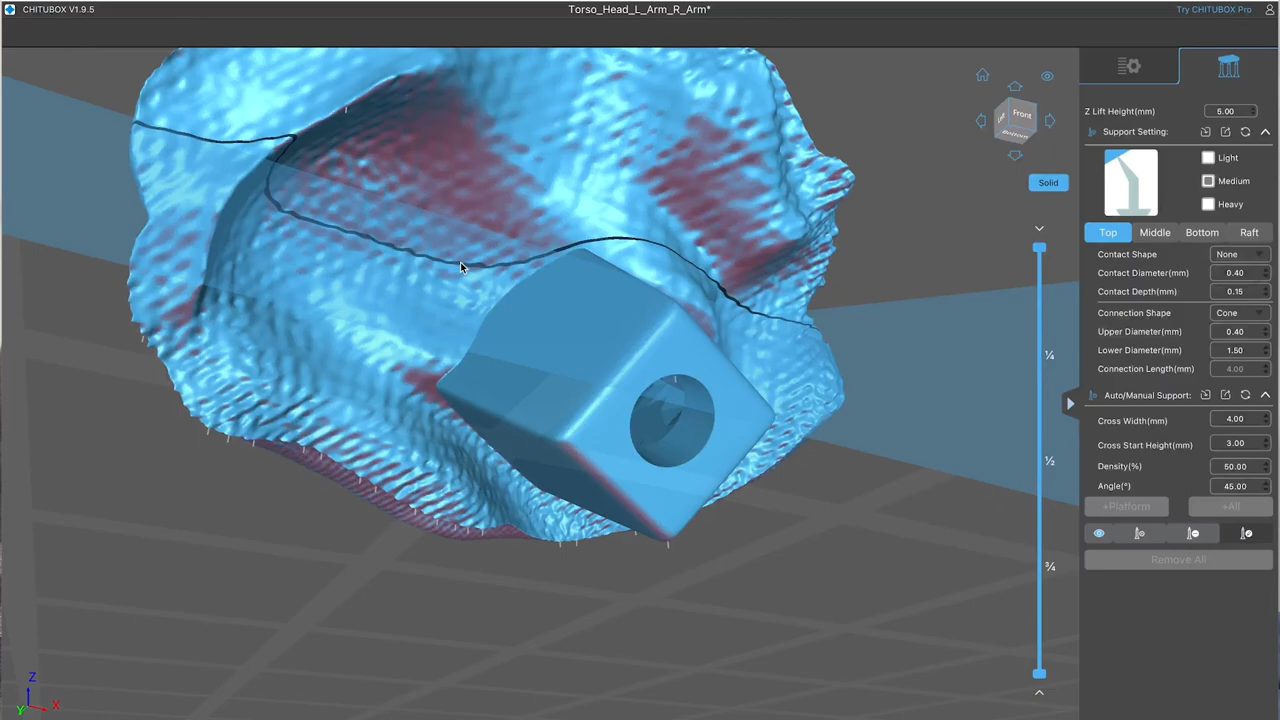 CHITUBOX V1.9.5
Torso_Head_L_Arm_R_Arm*
Try CHITUBOX Pro
Z Lift Height(mm)
5.00
Support Setting:
Light
Medium
Heavy
Front
Bottom
Solid
Top
Middle
Bottom
Raft
Contact Shape
None
Contact Diameter(mm)
0.40
Contact Depth(mm)
0.15
Connection Shape
Cone
Upper Diameter(mm)
0.40
Lower Diameter(mm)
1.50
Connection Length(mm)
4.00
Auto/Manual Support:
Cross Width(mm)
4.00
Cross Start Height(mm)
3.00
Density(%)
50.00
Angle(°)
45.00
+Platform
+All
Remove All
¼
½
¾
Z
Y
X